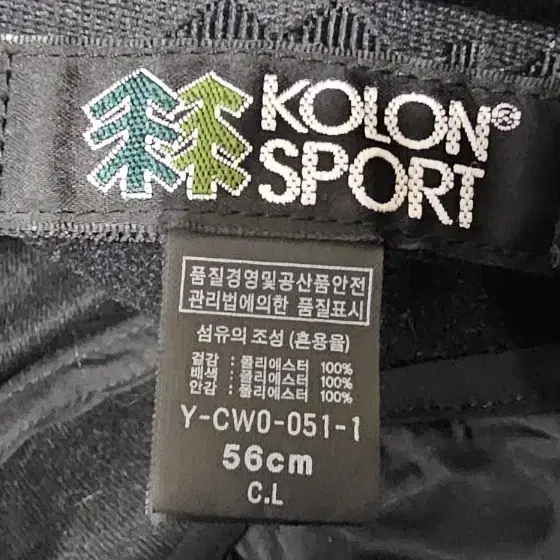 KOLON®
SPORT
품질경영및공산품안전
관리법에의한 품질표시
섬유의 조성 (혼용율)
겉감 : 폴리에스터 100%
배색 : 폴리에스터 100%
안감 : 폴리에스터 100%
Y-CWO-051-1
56cm
C.L